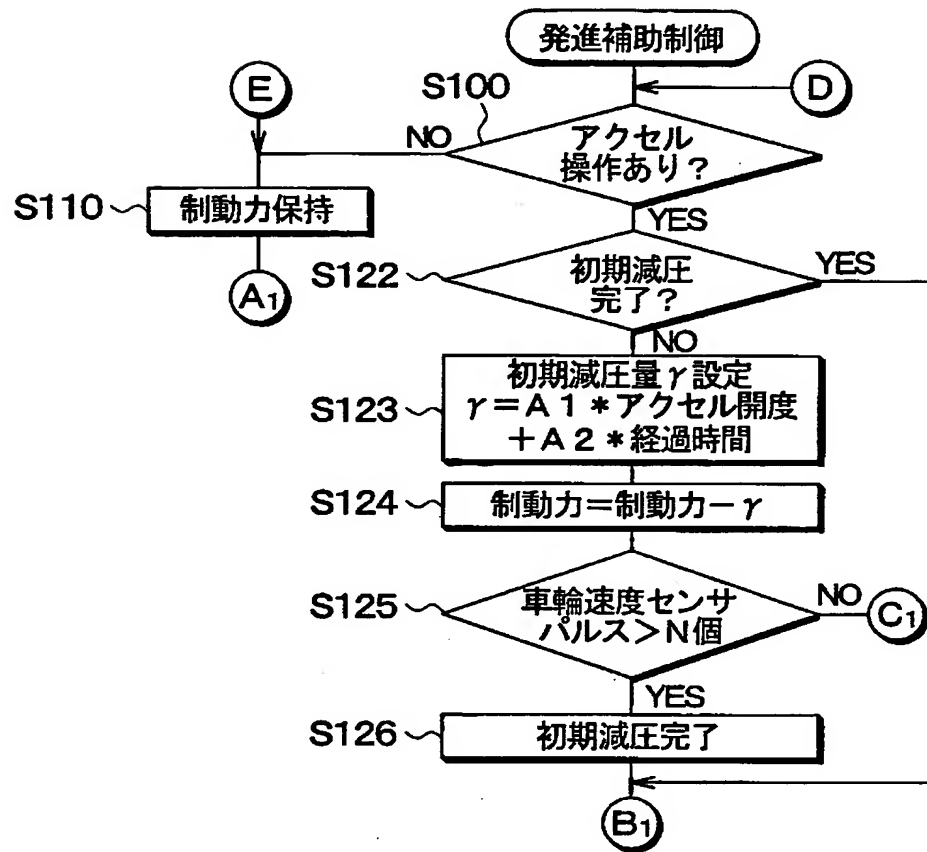 発進補助制御
E
D
S100
NO
アクセル
操作あり?
S110
制動力保持
YES
A1
S122
初期減圧
完了?
YES
NO
S123
初期減圧量γ設定
γ=A1*アクセル開度
+A2*経過時間
S124
制動力=制動力-γ
S125
車輪速度センサ
パルス>N個
NO
C1
YES
S126
初期減圧完了
B1